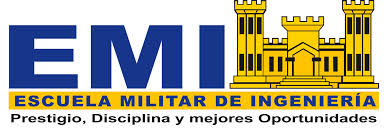 EMI
ESCUELA MILITAR DE INGENIERÍA
Prestigio, Disciplina y mejores Oportunidades